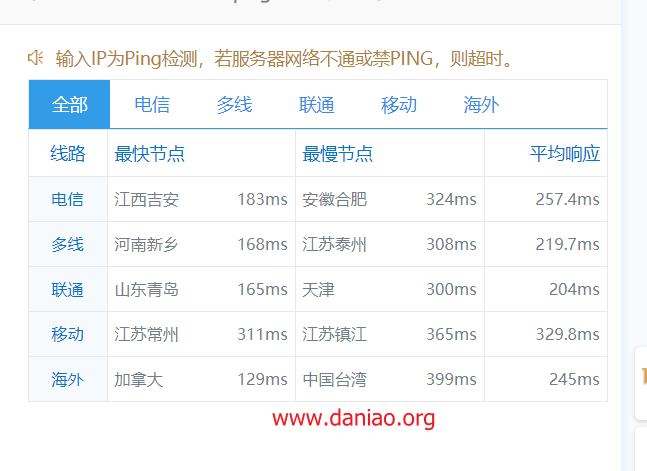 输入IP为Ping检测，若服务器网络不通或禁PING，则超时。
全部 电信 多线 联通 移动 海外
线路 最快节点 最慢节点 平均响应
电信 江西吉安 183ms 安徽合肥 324ms 257.4ms
多线 河南新乡 168ms 江苏泰州 308ms 219.7ms
联通 山东青岛 165ms 天津 300ms 204ms
移动 江苏常州 311ms 江苏镇江 365ms 329.8ms
海外 加拿大 129ms 中国台湾 399ms 245ms
www.daniao.org